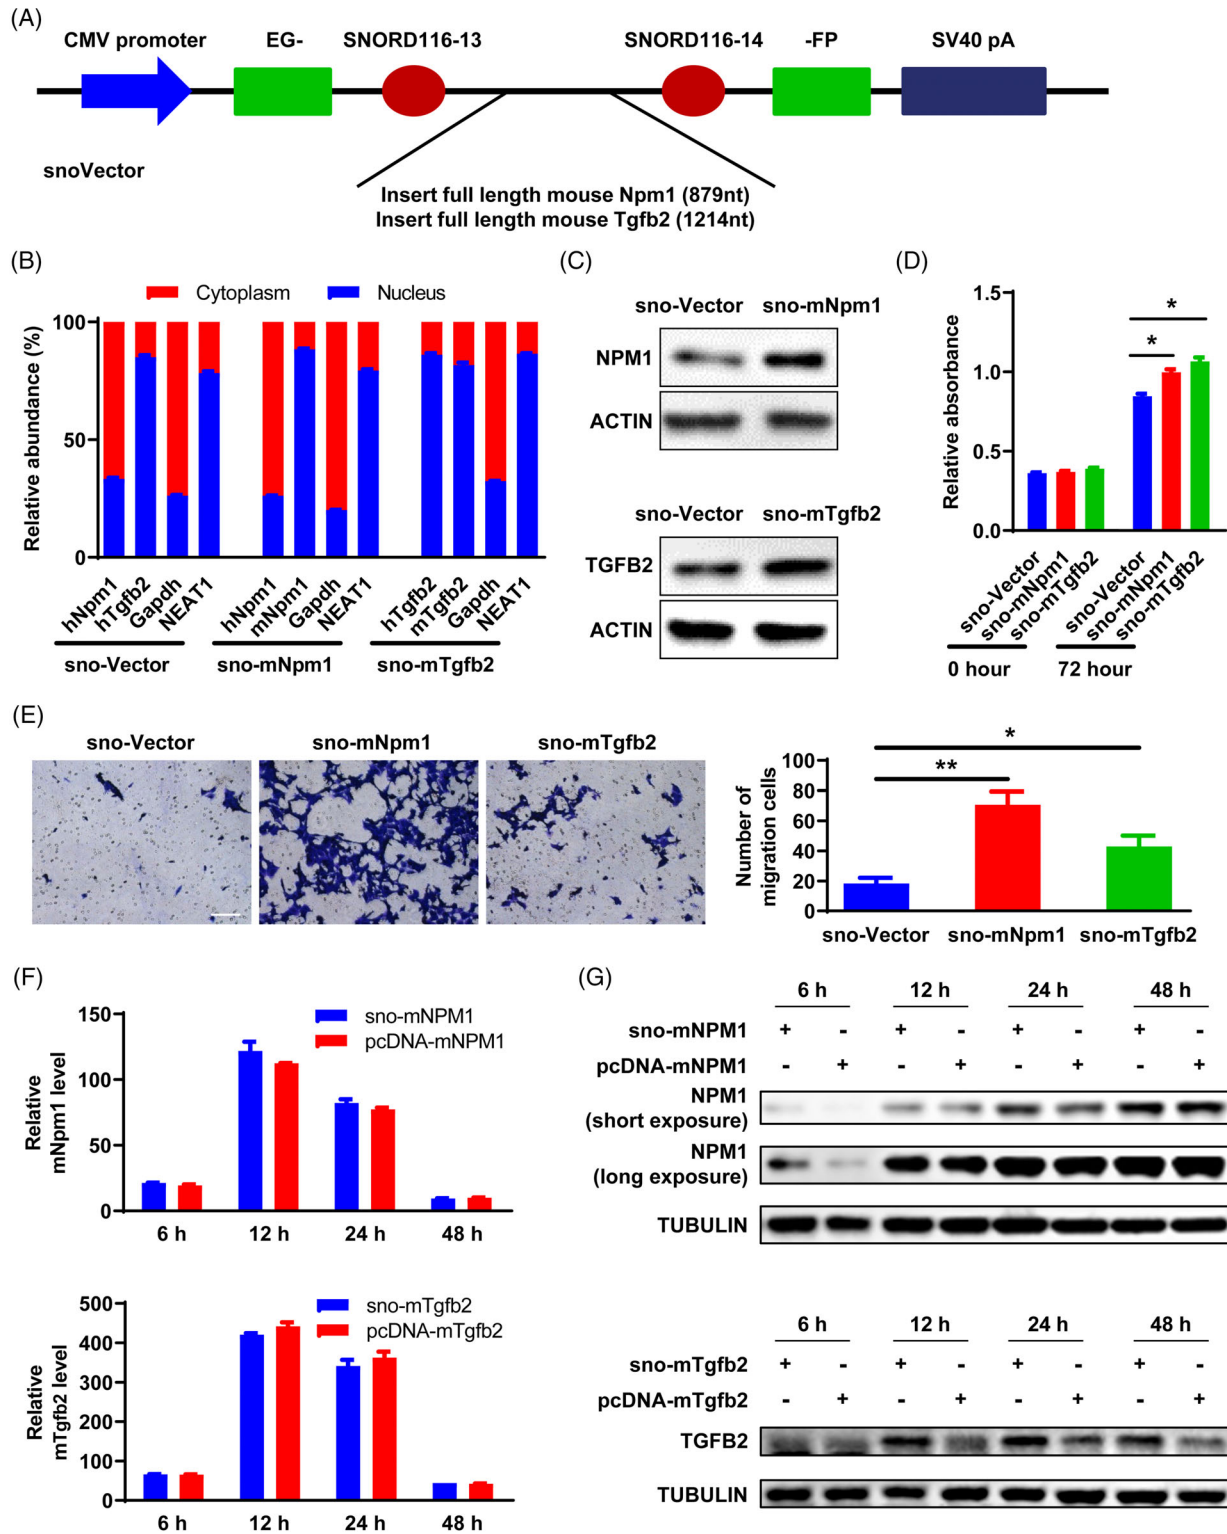 (A)
CMV promoter EG- SNORD116-13 SNORD116-14 -FP SV40 pA
snoVector
Insert full length mouse Npm1 (879nt)
Insert full length mouse Tgfb2 (1214nt)
(B)
Cytoplasm Nucleus
Relative abundance (%)
100
50
0
hNpm1 hTgfb2 Gapdh NEAT1 hNpm1 mNpm1 Gapdh NEAT1 hTgfb2 mTgfb2 Gapdh NEAT1
sno-Vector sno-mNpm1 sno-mTgfb2
(C)
sno-Vector sno-mNpm1
NPM1
ACTIN
sno-Vector sno-mTgfb2
TGFB2
ACTIN
(D)
Relative absorbance
1.5
1.0
0.5
0.0
*
*
sno-Vector sno-mNpm1 sno-mTgfb2 sno-Vector sno-mNpm1 sno-mTgfb2
0 hour 72 hour
(E)
sno-Vector sno-mNpm1 sno-mTgfb2
Number of
migration cells
100
80
60
40
20
0
*
**
sno-Vector sno-mNpm1 sno-mTgfb2
(F)
Relative
mNpm1 level
150
100
50
0
sno-mNPM1
pcDNA-mNPM1
6 h 12 h 24 h 48 h
Relative
mTgfb2 level
500
400
300
200
100
0
sno-mTgfb2
pcDNA-mTgfb2
6 h 12 h 24 h 48 h
(G)
6 h 12 h 24 h 48 h
sno-mNPM1 + - + - + - + -
pcDNA-mNPM1 - + - + - + - +
NPM1
(short exposure)
NPM1
(long exposure)
TUBULIN
6 h 12 h 24 h 48 h
sno-mTgfb2 + - + - + - + -
pcDNA-mTgfb2 - + - + - + - +
TGFB2
TUBULIN